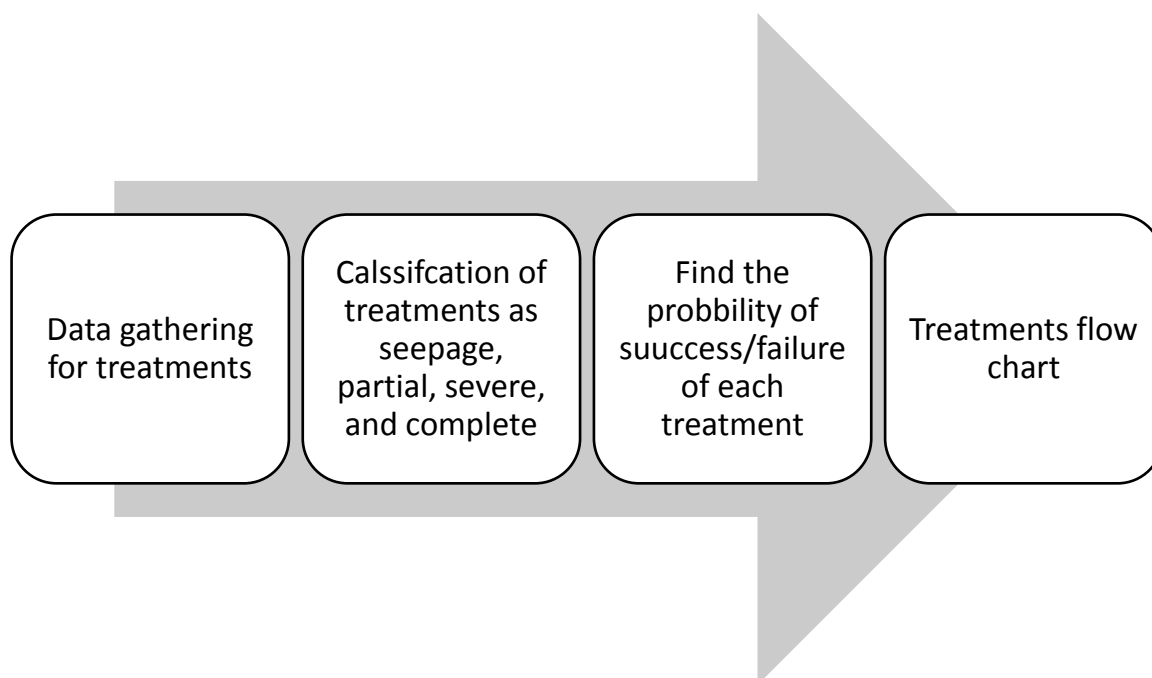 Data gathering
for treatments
Calssifcation of
treatments as
seepage,
partial, severe,
and complete
Find the
probbility of
suuccess/failure
of each
treatment
Treatments flow
chart